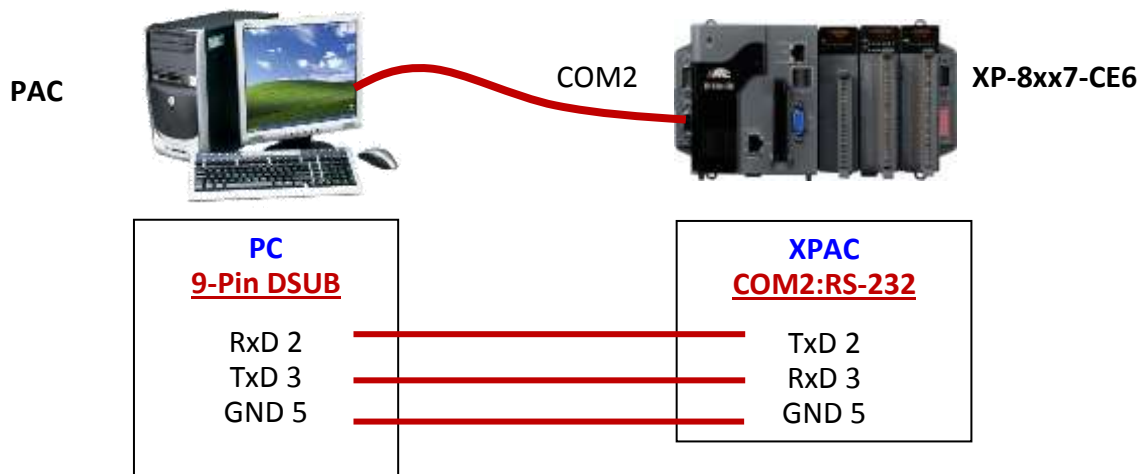 PAC
COM2
XP-8xx7-CE6
PC
9-Pin DSUB
RxD 2
TxD 3
GND 5
XPAC
COM2:RS-232
TxD 2
RxD 3
GND 5